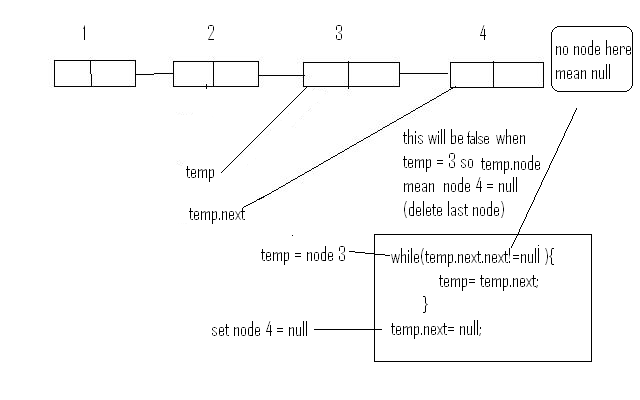 1
2
3
4
no node here
mean null
this will be false when
temp = 3 so temp.node
mean node 4 = null
(delete last node)
temp
temp.next
temp = node 3
while(temp.next.next!=null ){
temp= temp.next;
}
set node 4 = null
temp.next= null;